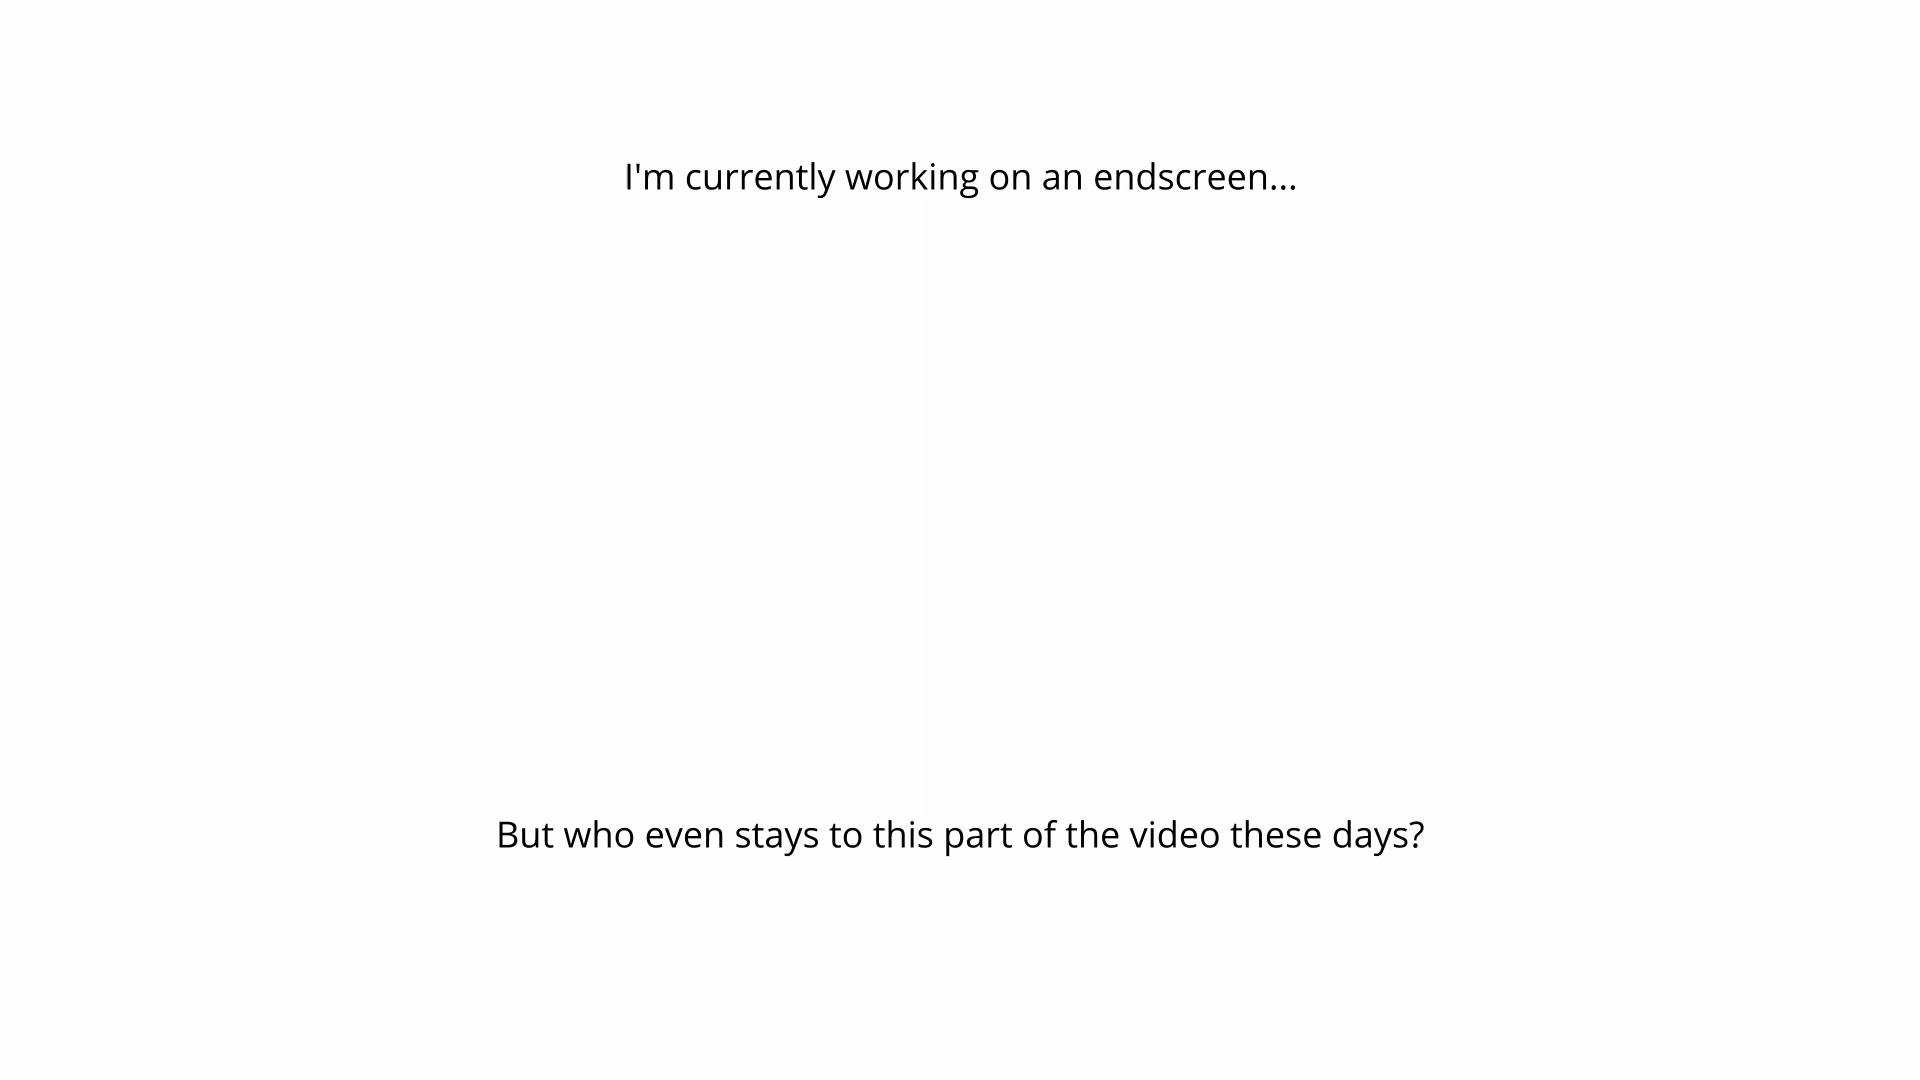 I'm currently working on an endscreen...
But who even stays to this part of the video these days?